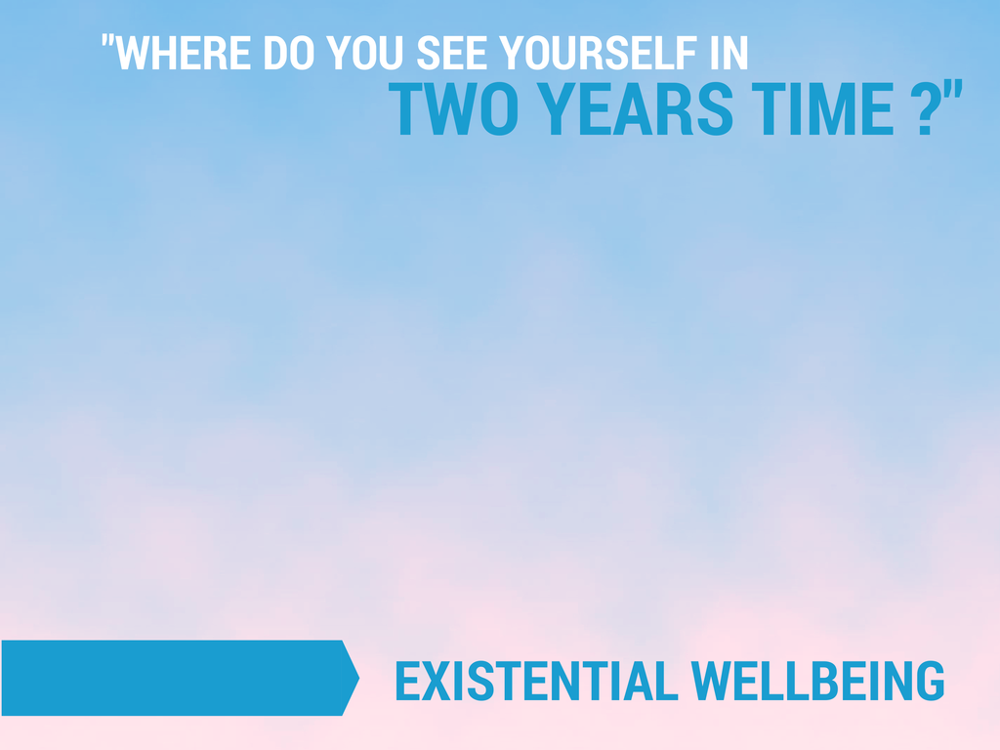 "WHERE DO YOU SEE YOURSELF IN
TWO YEARS TIME ?"
EXISTENTIAL WELLBEING